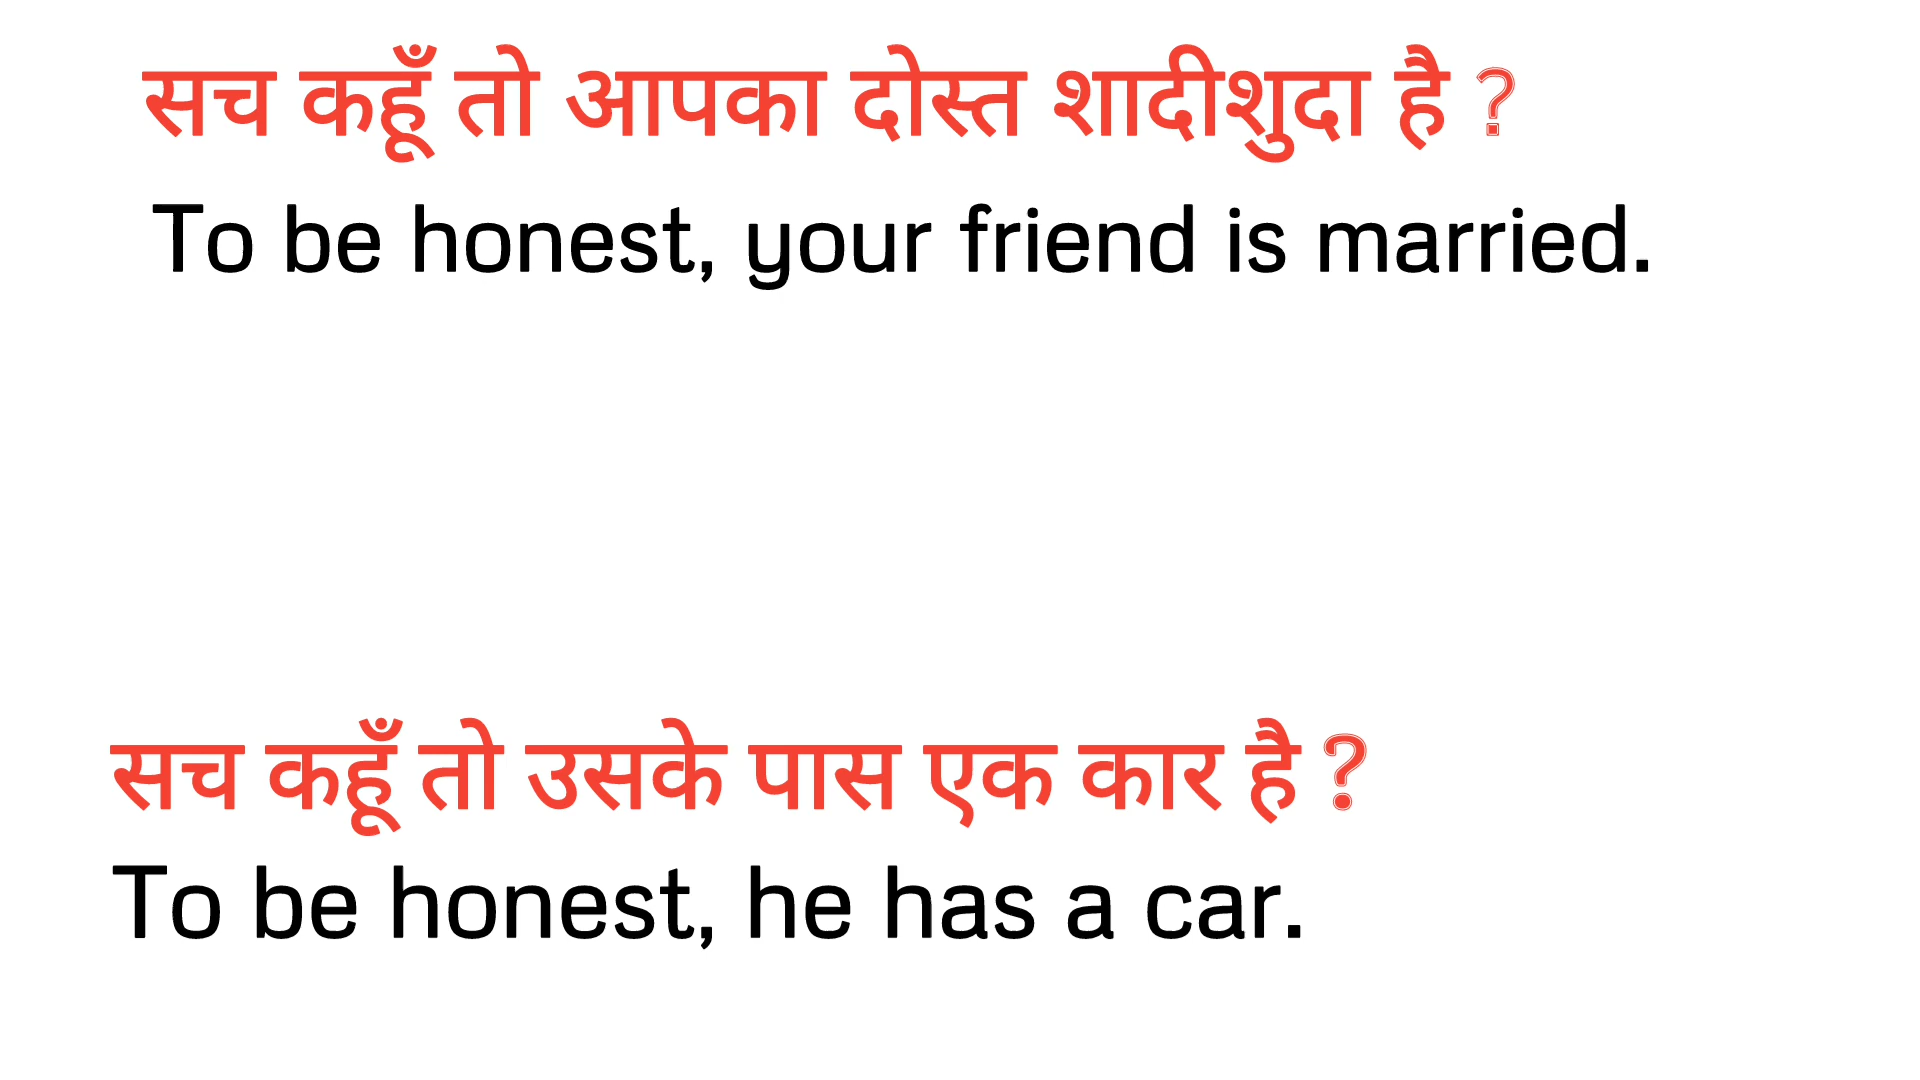 सच कहूँ तो आपका दोस्त शादीशुदा है ?
To be honest, your friend is married.
सच कहूँ तो उसके पास एक कार है ?
To be honest, he has a car.